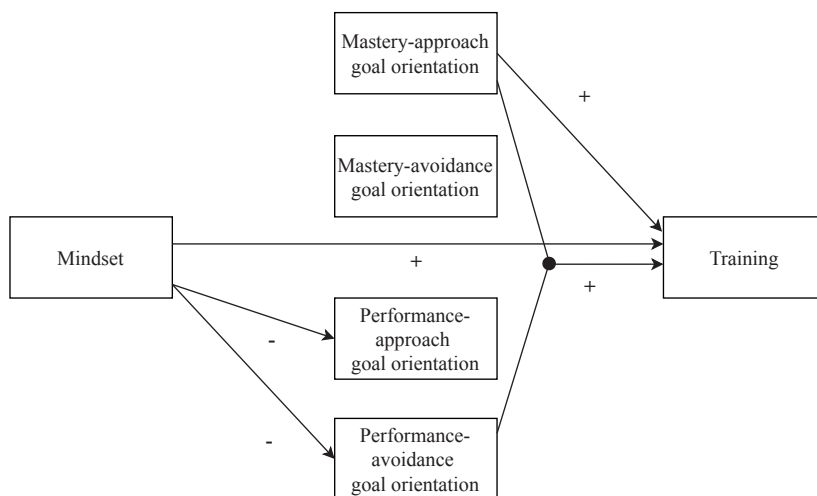 Mastery-approach
goal orientation
+
Mastery-avoidance
goal orientation
Mindset
+
Training
+
Performance-
approach
goal orientation
-
-
Performance-
avoidance
goal orientation